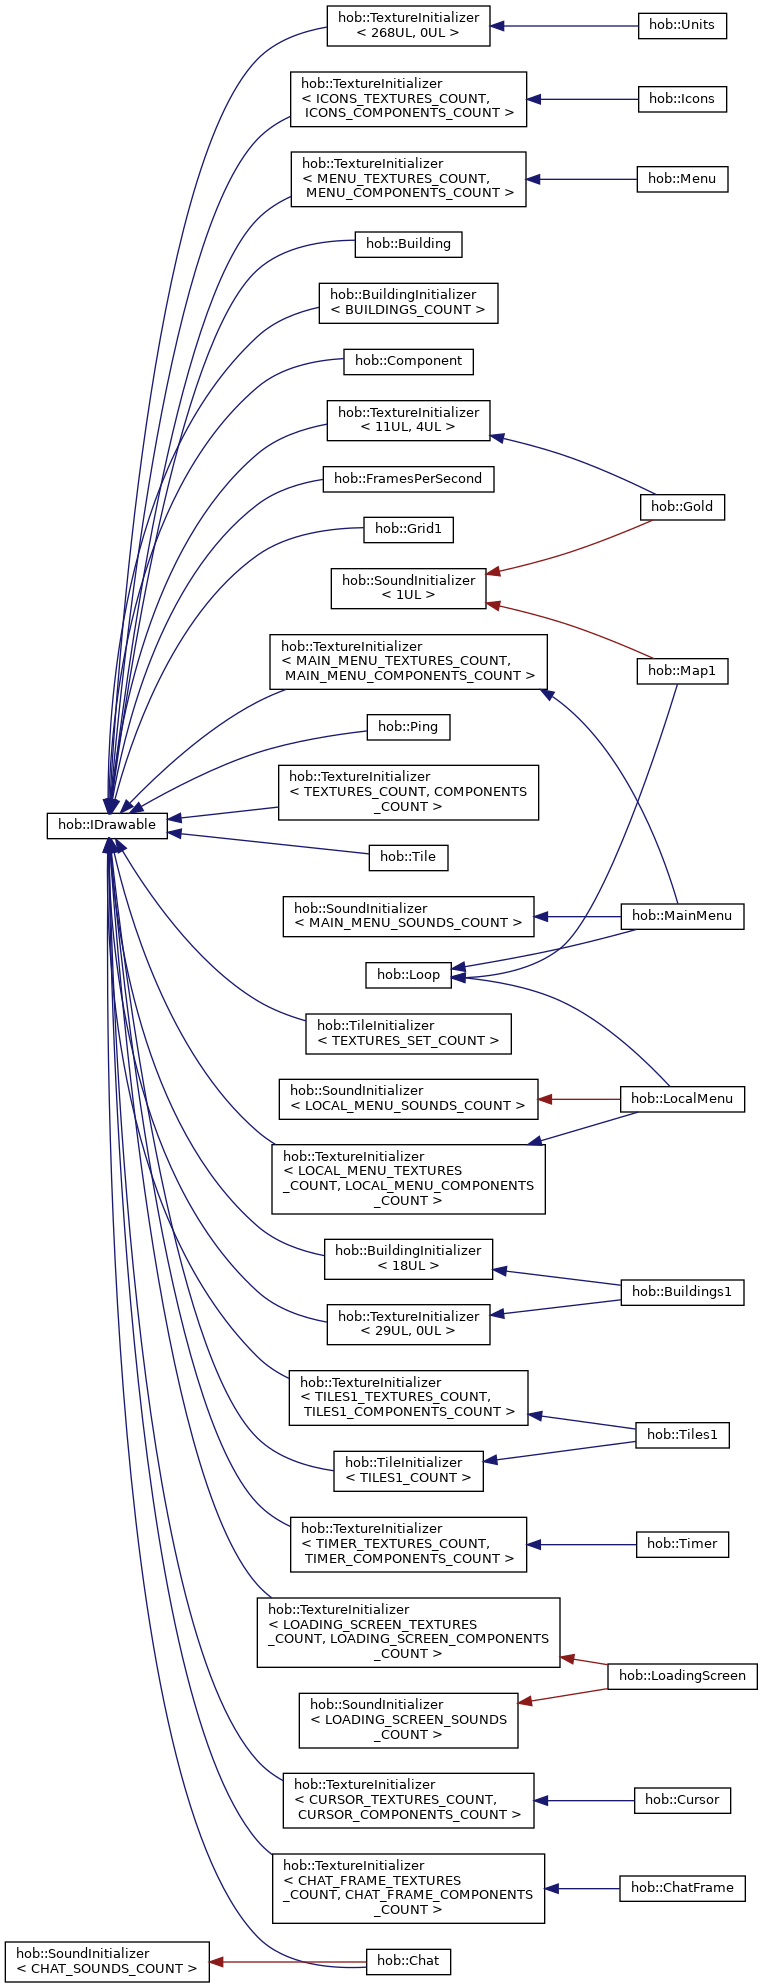 hob::TextureInitializer
< 268UL, 0UL >
hob::Units
hob::TextureInitializer
< ICONS_TEXTURES_COUNT,
ICONS_COMPONENTS_COUNT >
hob::Icons
hob::TextureInitializer
< MENU_TEXTURES_COUNT,
MENU_COMPONENTS_COUNT >
hob::Menu
hob::Building
hob::BuildingInitializer
< BUILDINGS_COUNT >
hob::Component
hob::TextureInitializer
< 11UL, 4UL >
hob::FramesPerSecond
hob::Gold
hob::Grid1
hob::SoundInitializer
< 1UL >
hob::TextureInitializer
< MAIN_MENU_TEXTURES_COUNT,
MAIN_MENU_COMPONENTS_COUNT >
hob::Map1
hob::Ping
hob::TextureInitializer
< TEXTURES_COUNT, COMPONENTS
_COUNT >
hob::IDrawable
hob::Tile
hob::SoundInitializer
< MAIN_MENU_SOUNDS_COUNT >
hob::MainMenu
hob::Loop
hob::TileInitializer
< TEXTURES_SET_COUNT >
hob::SoundInitializer
< LOCAL_MENU_SOUNDS_COUNT >
hob::LocalMenu
hob::TextureInitializer
< LOCAL_MENU_TEXTURES
_COUNT, LOCAL_MENU_COMPONENTS
_COUNT >
hob::BuildingInitializer
< 18UL >
hob::Buildings1
hob::TextureInitializer
< 29UL, 0UL >
hob::TextureInitializer
< TILES1_TEXTURES_COUNT,
TILES1_COMPONENTS_COUNT >
hob::Tiles1
hob::TileInitializer
< TILES1_COUNT >
hob::TextureInitializer
< TIMER_TEXTURES_COUNT,
TIMER_COMPONENTS_COUNT >
hob::Timer
hob::TextureInitializer
< LOADING_SCREEN_TEXTURES
_COUNT, LOADING_SCREEN_COMPONENTS
_COUNT >
hob::LoadingScreen
hob::SoundInitializer
< LOADING_SCREEN_SOUNDS
_COUNT >
hob::TextureInitializer
< CURSOR_TEXTURES_COUNT,
CURSOR_COMPONENTS_COUNT >
hob::Cursor
hob::TextureInitializer
< CHAT_FRAME_TEXTURES
_COUNT, CHAT_FRAME_COMPONENTS
_COUNT >
hob::ChatFrame
hob::SoundInitializer
< CHAT_SOUNDS_COUNT >
hob::Chat